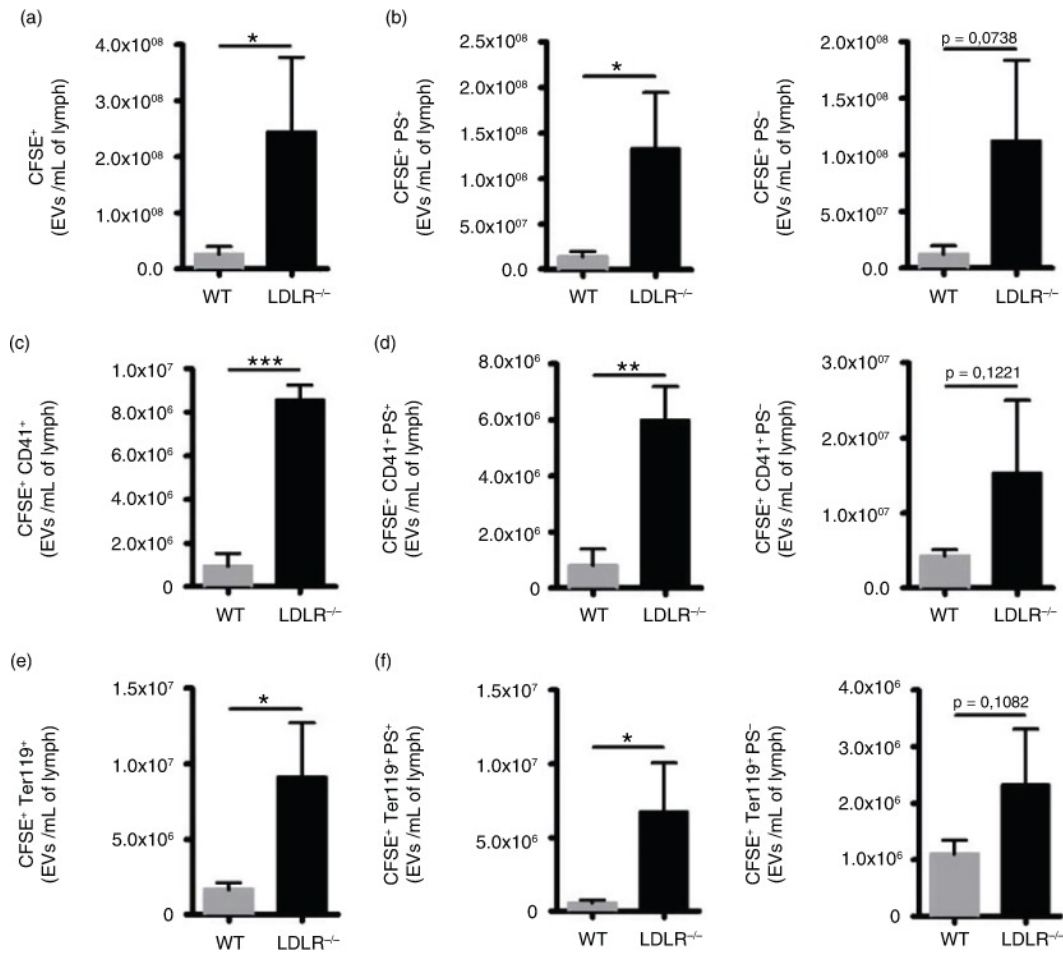 (a)
CFSE⁺
(EVs /mL of lymph)
4.0x10⁰⁸
3.0x10⁰⁸
2.0x10⁰⁸
1.0x10⁰⁸
0.0
*
WT
LDLR⁻/⁻
(b)
CFSE⁺ PS⁺
(EVs /mL of lymph)
2.5x10⁰⁸
2.0x10⁰⁸
1.5x10⁰⁸
1.0x10⁰⁸
5.0x10⁰⁷
0.0
*
WT
LDLR⁻/⁻
CFSE⁺ PS⁻
(EVs /mL of lymph)
2.0x10⁰⁸
1.5x10⁰⁸
1.0x10⁰⁸
5.0x10⁰⁷
0.0
p = 0,0738
WT
LDLR⁻/⁻
(c)
CFSE⁺ CD41⁺
(EVs /mL of lymph)
1.0x10⁷
8.0x10⁶
6.0x10⁶
4.0x10⁶
2.0x10⁶
0
***
WT
LDLR⁻/⁻
(d)
CFSE⁺ CD41⁺ PS⁺
(EVs /mL of lymph)
8.0x10⁶
6.0x10⁶
4.0x10⁶
2.0x10⁶
0
**
WT
LDLR⁻/⁻
CFSE⁺ CD41⁺ PS⁻
(EVs /mL of lymph)
3.0x10⁰⁷
2.0x10⁰⁷
1.0x10⁰⁷
0.0
p = 0,1221
WT
LDLR⁻/⁻
(e)
CFSE⁺ Ter119⁺
(EVs /mL of lymph)
1.5x10⁷
1.0x10⁷
5.0x10⁶
0
*
WT
LDLR⁻/⁻
(f)
CFSE⁺ Ter119⁺ PS⁺
(EVs /mL of lymph)
1.5x10⁷
1.0x10⁷
5.0x10⁶
0
*
WT
LDLR⁻/⁻
CFSE⁺ Ter119⁺ PS⁻
(EVs /mL of lymph)
4.0x10⁶
3.0x10⁶
2.0x10⁶
1.0x10⁶
0
p = 0,1082
WT
LDLR⁻/⁻